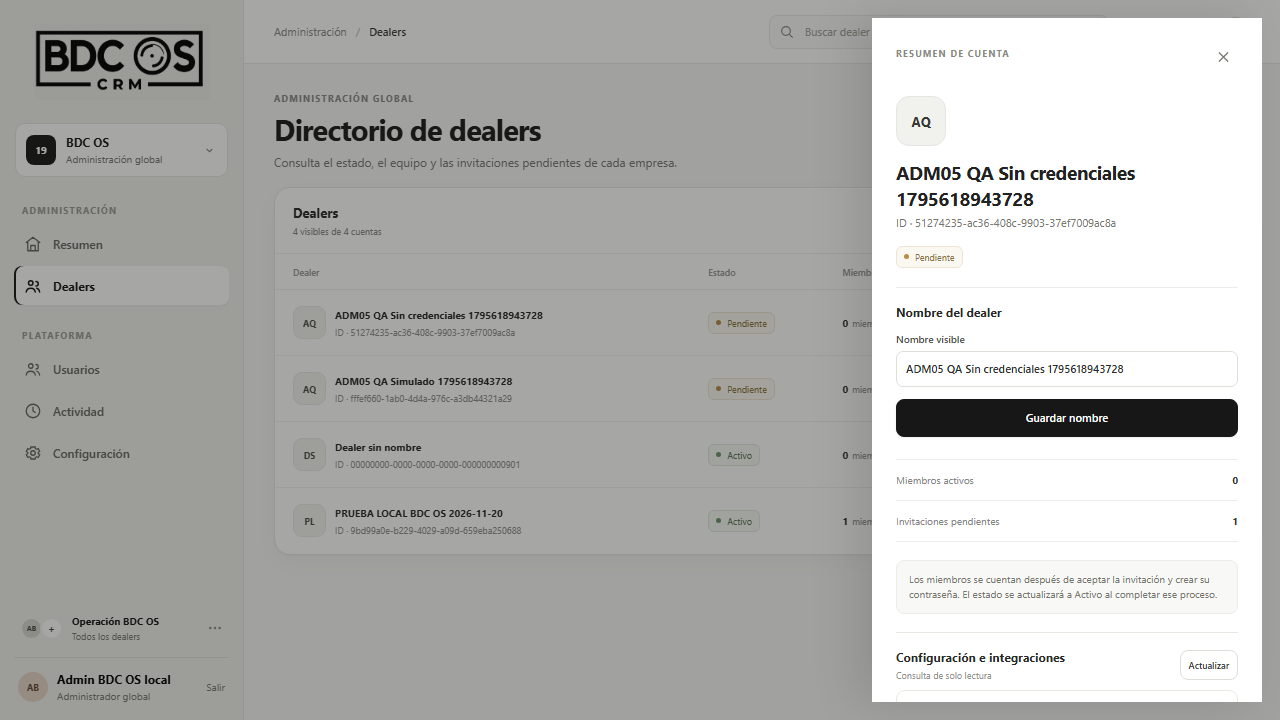 BDC OS
CRM
19
BDC OS
Administración global
ADMINISTRACIÓN
Resumen
Dealers
PLATAFORMA
Usuarios
Actividad
Configuración
AB
+
Operación BDC OS
Todos los dealers
AB
Admin BDC OS local
Administrador global
Salir
Administración / Dealers
Buscar dealer
ADMINISTRACIÓN GLOBAL
Directorio de dealers
Consulta el estado, el equipo y las invitaciones pendientes de cada empresa.
Dealers
4 visibles de 4 cuentas
Dealer Estado
AQ
ADM05 QA Sin credenciales 1795618943728
ID · 51274235-ac36-408c-9903-37ef7009ac8a
Pendiente
0
AQ
ADM05 QA Simulado 1795618943728
ID · fffef660-1ab0-4d4a-976c-a3db44321a29
Pendiente
0
DS
Dealer sin nombre
ID · 00000000-0000-0000-0000-000000000901
Activo
0
PL
PRUEBA LOCAL BDC OS 2026-11-20
ID · 9bd99a0e-b229-4029-a09d-659eba250688
Activo
1
RESUMEN DE CUENTA
AQ
ADM05 QA Sin credenciales
1795618943728
ID · 51274235-ac36-408c-9903-37ef7009ac8a
Pendiente
Nombre del dealer
Nombre visible
ADM05 QA Sin credenciales 1795618943728
Guardar nombre
Miembros activos 0
Invitaciones pendientes 1
Los miembros se cuentan después de aceptar la invitación y crear su
contraseña. El estado se actualizará a Activo al completar ese proceso.
Configuración e integraciones
Consulta de solo lectura
Actualizar